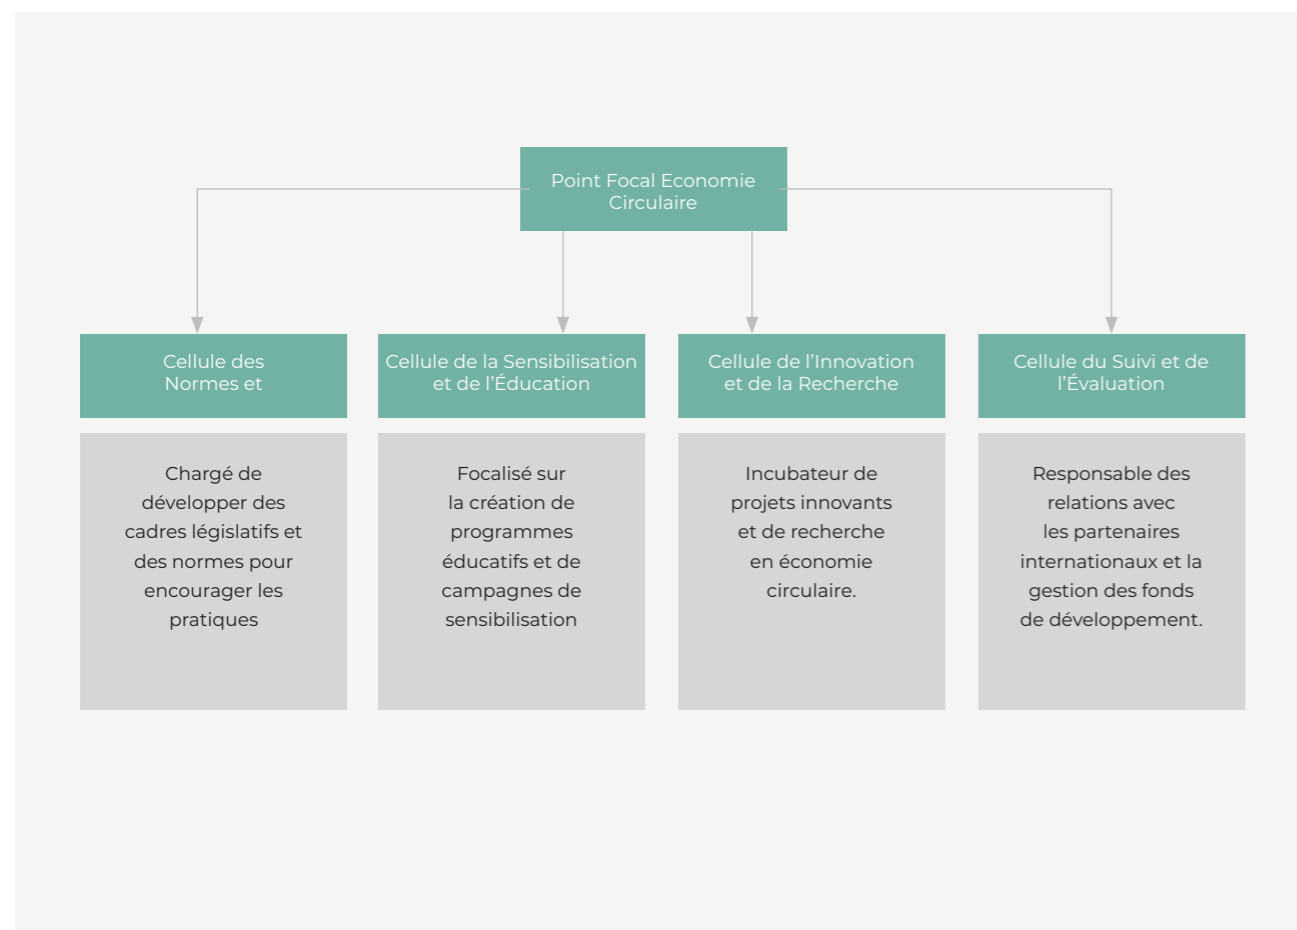 Point Focal Economie
Circulaire
Cellule des
Normes et
Cellule de la Sensibilisation
et de l'Éducation
Cellule de l'Innovation
et de la Recherche
Cellule du Suivi et de
l'Évaluation
Chargé de
développer des
cadres législatifs et
des normes pour
encourager les
pratiques
Focalisé sur
la création de
programmes
éducatifs et de
campagnes de
sensibilisation
Incubateur de
projets innovants
et de recherche
en économie
circulaire.
Responsable des
relations avec
les partenaires
internationaux et la
gestion des fonds
de développement.